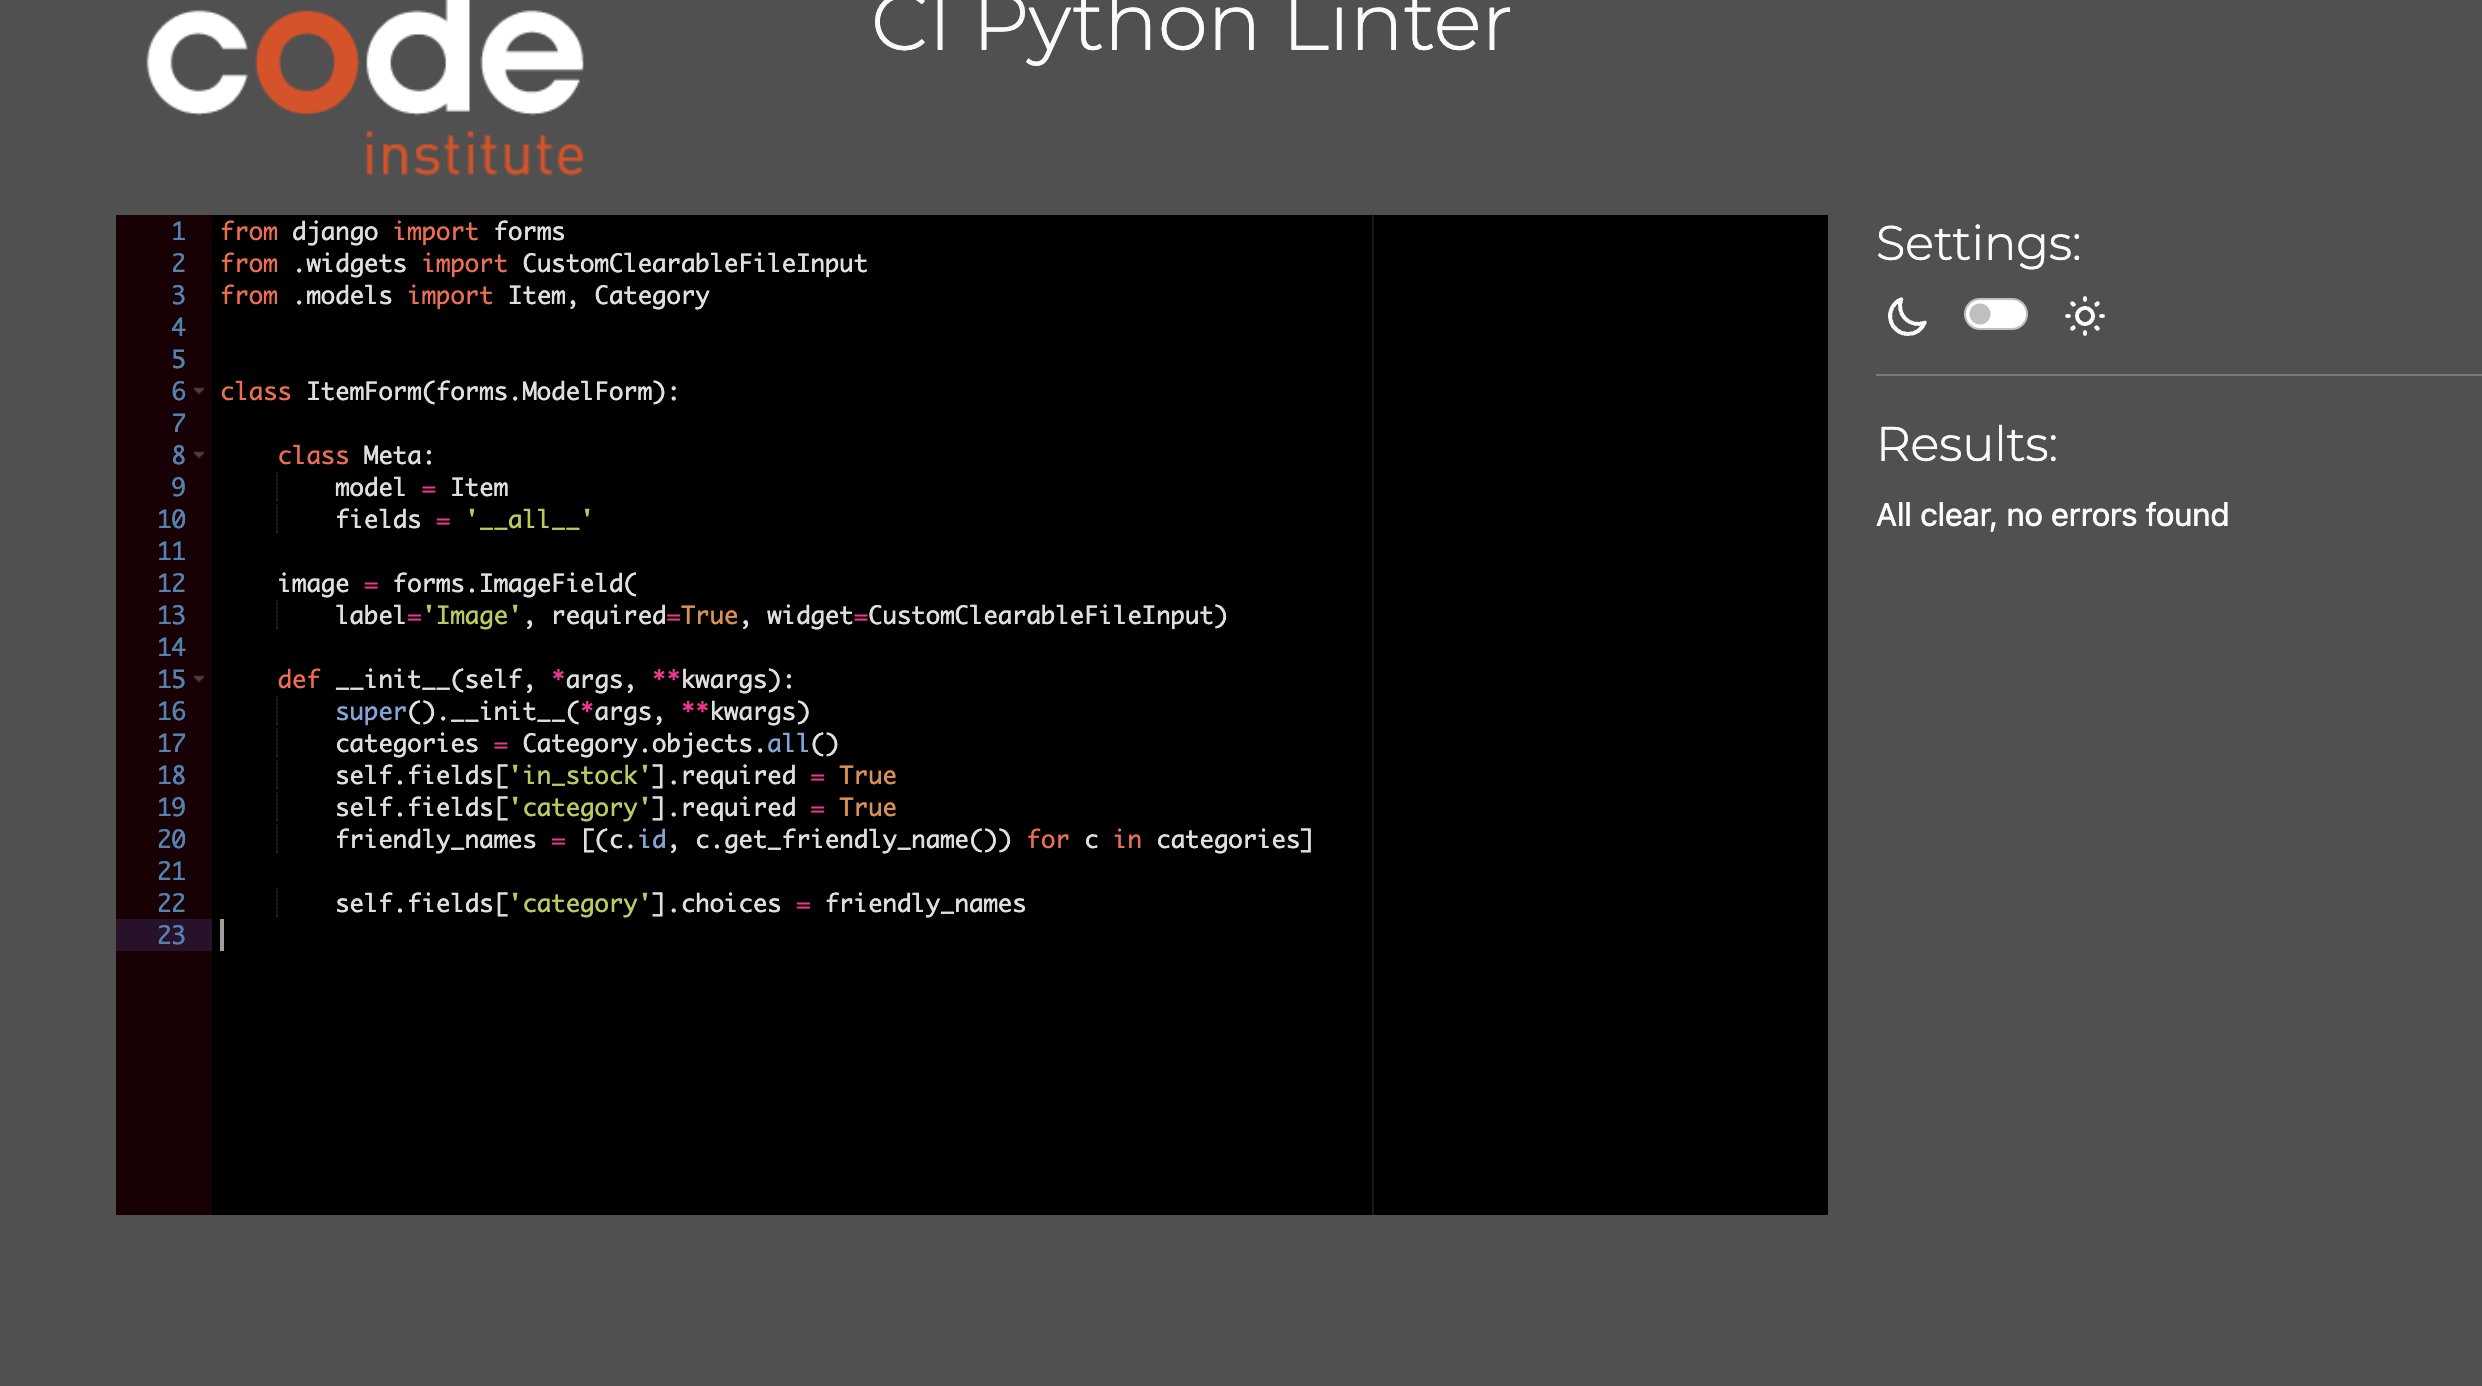 code
institute
CI Python Linter
1 from django import forms
2 from .widgets import CustomClearableFileInput
3 from .models import Item, Category
4
5
6 class ItemForm(forms.ModelForm):
7
8     class Meta:
9         model = Item
10         fields = '__all__'
11
12     image = forms.ImageField(
13         label='Image', required=True, widget=CustomClearableFileInput)
14
15     def __init__(self, *args, **kwargs):
16         super().__init__(*args, **kwargs)
17         categories = Category.objects.all()
18         self.fields['in_stock'].required = True
19         self.fields['category'].required = True
20         friendly_names = [(c.id, c.get_friendly_name()) for c in categories]
21
22         self.fields['category'].choices = friendly_names
23
Settings:
Results:
All clear, no errors found